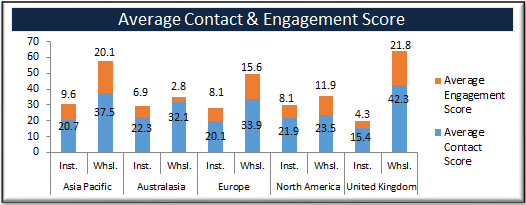 Average Contact & Engagement Score
70
60
50
40
30
20
10
0
9.6 20.1 6.9 2.8 8.1 15.6 8.1 11.9 4.3 21.8
20.7 37.5 22.3 32.1 20.1 33.9 21.9 23.5 15.4 42.3
Inst. Whsl. Inst. Whsl. Inst. Whsl. Inst. Whsl. Inst. Whsl.
Asia Pacific Australasia Europe North America United Kingdom
Average
Engagement
Score
Average
Contact
Score